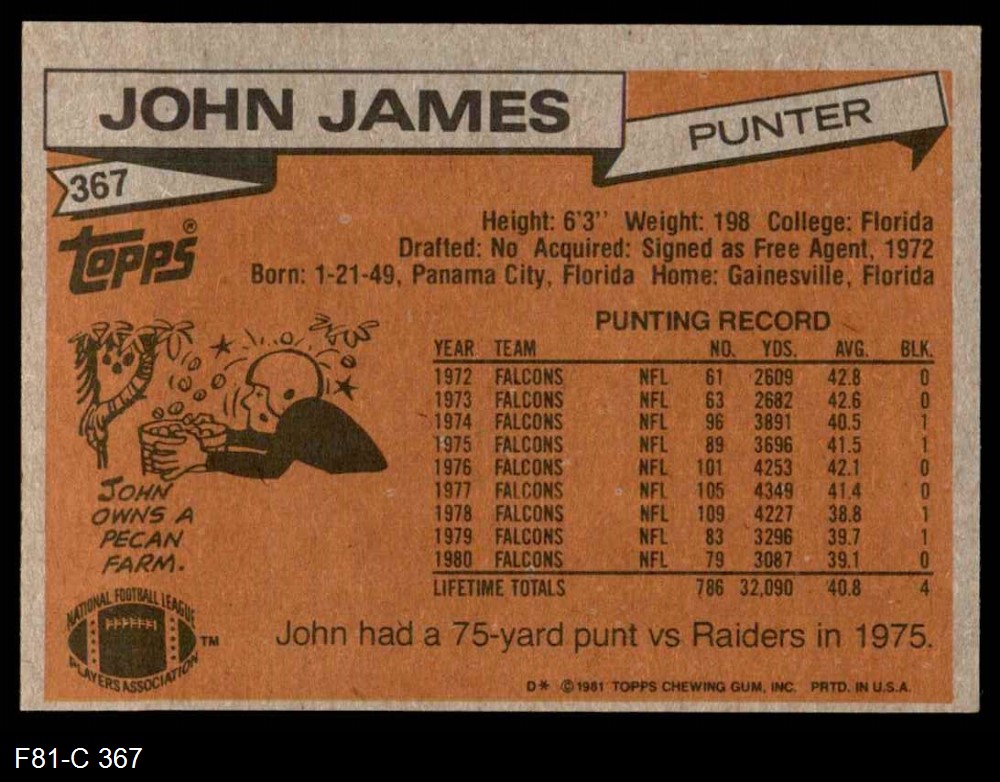 JOHN JAMES
PUNTER
367
Topps®
Height: 6'3'' Weight: 198 College: Florida
Drafted: No Acquired: Signed as Free Agent, 1972
Born: 1-21-49, Panama City, Florida Home: Gainesville, Florida
PUNTING RECORD
YEAR TEAM NO. YDS. AVG. BLK.
1972 FALCONS NFL 61 2609 42.8 0
1973 FALCONS NFL 63 2682 42.6 0
1974 FALCONS NFL 96 3891 40.5 1
1975 FALCONS NFL 89 3696 41.5 1
1976 FALCONS NFL 101 4253 42.1 0
1977 FALCONS NFL 105 4349 41.4 0
1978 FALCONS NFL 109 4227 38.8 1
1979 FALCONS NFL 83 3296 39.7 1
1980 FALCONS NFL 79 3087 39.1 0
LIFETIME TOTALS 786 32,090 40.8 4
JOHN
OWNS A
PECAN
FARM.
NATIONAL FOOTBALL LEAGUE
PLAYERS ASSOCIATION
TM
John had a 75-yard punt vs Raiders in 1975.
D* © 1981 TOPPS CHEWING GUM, INC. PRTD. IN U.S.A.
F81-C 367